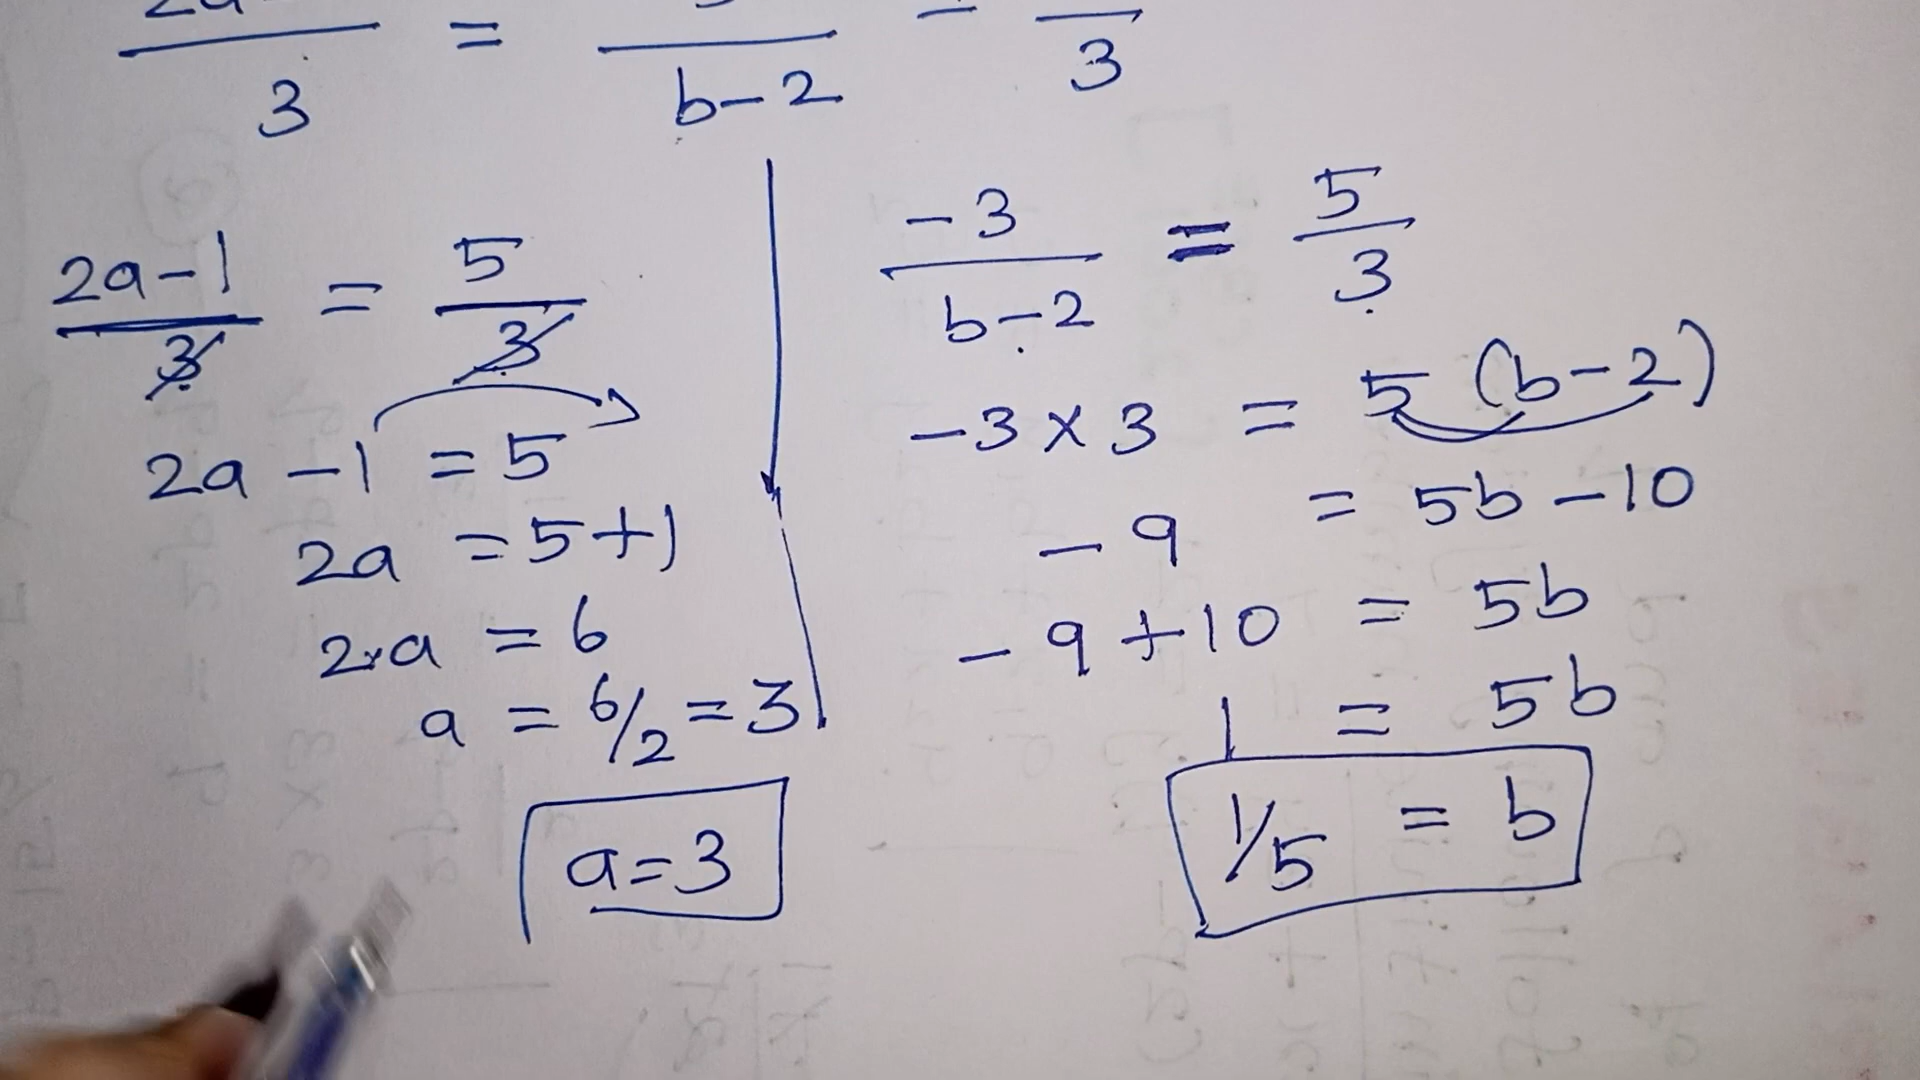 3 = b-2 = 3
2a-1/3 = 5/3
2a -1 = 5
2a = 5+1
2×a = 6
a = 6/2 = 3
a=3
-3/b-2 = 5/3
-3 × 3 = 5 (b-2)
-9 = 5b -10
-9 +10 = 5b
1 = 5b
1/5 = b